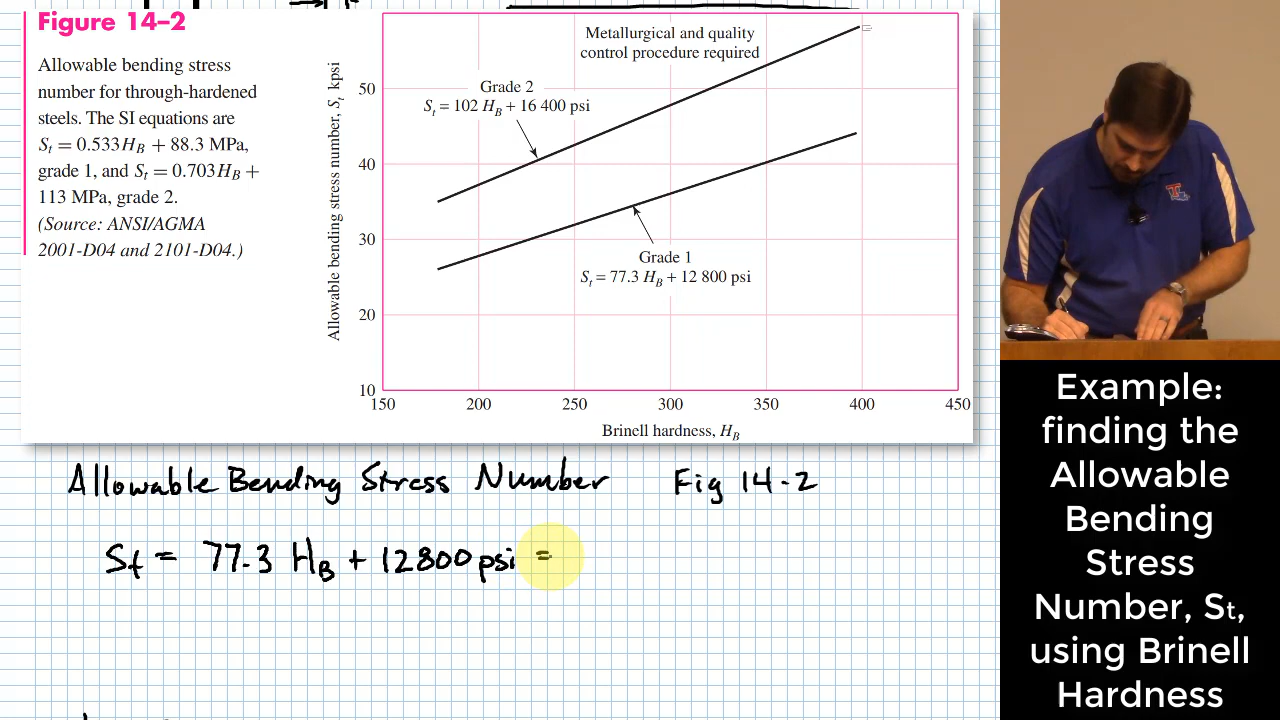 Figure 14–2
Allowable bending stress
number for through-hardened
steels. The SI equations are
St = 0.533HB + 88.3 MPa,
grade 1, and St = 0.703HB +
113 MPa, grade 2.
(Source: ANSI/AGMA
2001-D04 and 2101-D04.)
Allowable bending stress number, St kpsi
50
40
30
20
10
Metallurgical and quality
control procedure required
Grade 2
St = 102 HB + 16 400 psi
Grade 1
St = 77.3 HB + 12 800 psi
150 200 250 300 350 400 450
Brinell hardness, HB
Allowable Bending Stress Number Fig 14-2
St = 77.3 HB + 12800 psi =
Example:
finding the
Allowable
Bending
Stress
Number, St,
using Brinell
Hardness